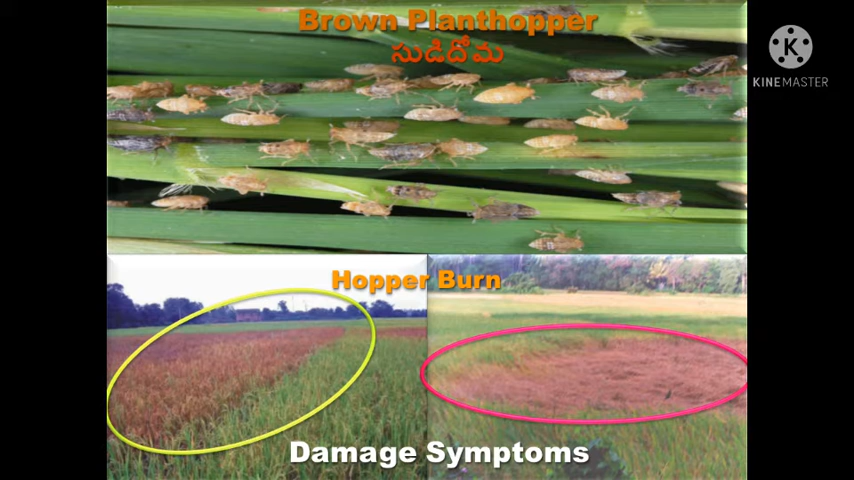 Brown Planthopper
సుడిదోమ
K
KINEMASTER
Hopper Burn
Damage Symptoms